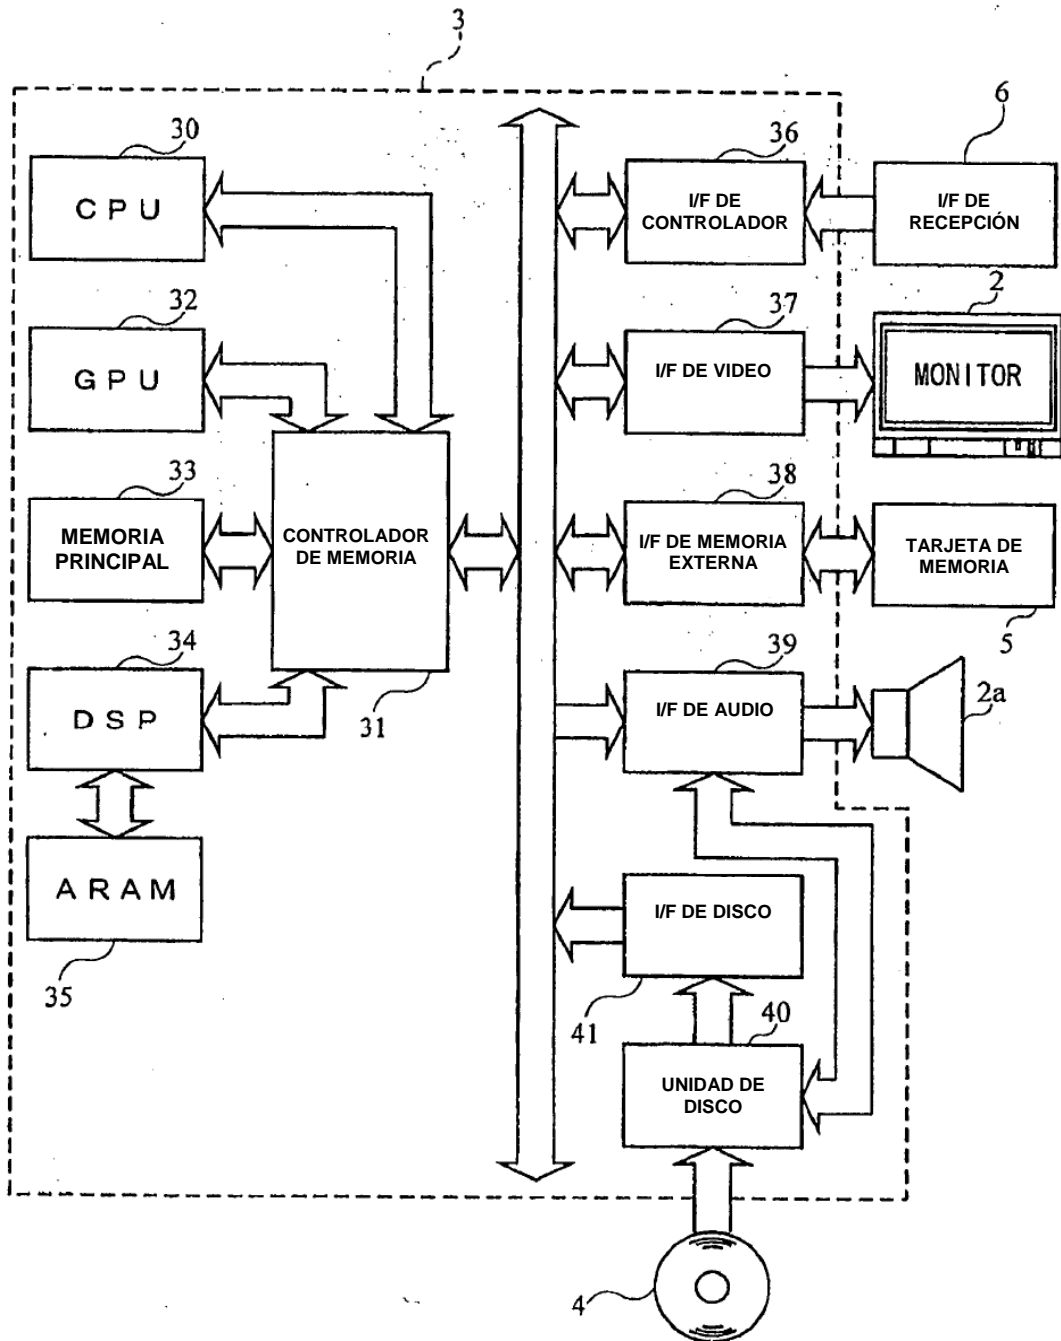 3
30
CPU
36
I/F DE
CONTROLADOR
6
I/F DE
RECEPCIÓN
32
GPU
37
I/F DE VIDEO
2
MONITOR
33
MEMORIA
PRINCIPAL
CONTROLADOR
DE MEMORIA
31
38
I/F DE MEMORIA
EXTERNA
TARJETA DE
MEMORIA
5
34
DSP
39
I/F DE AUDIO
2a
ARAM
35
I/F DE DISCO
41
40
UNIDAD DE
DISCO
4